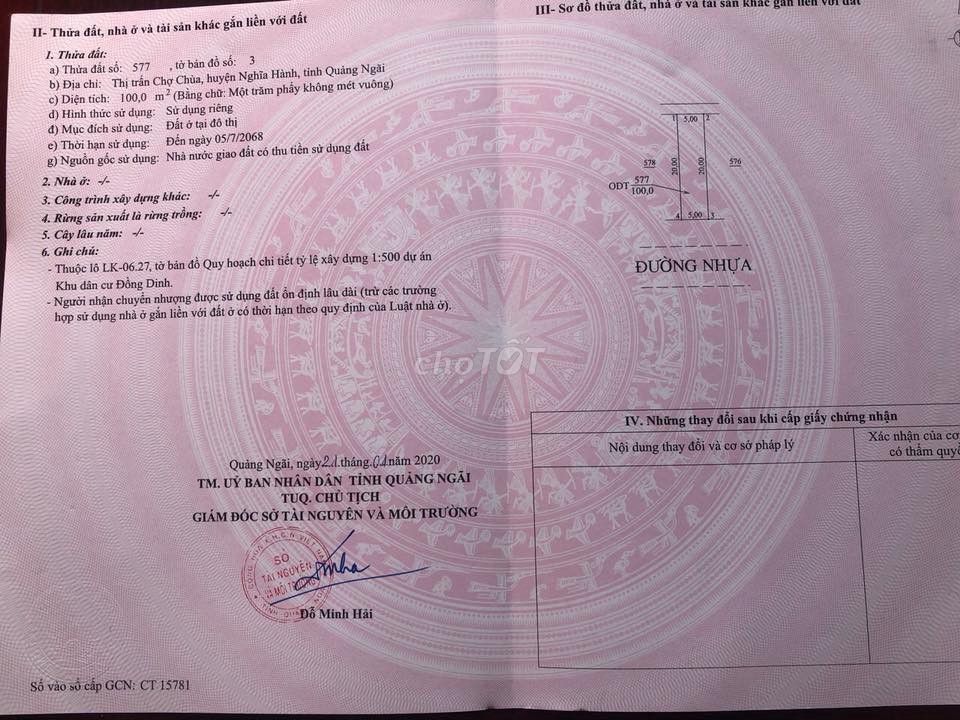 II- Thửa đất, nhà ở và tài sản khác gắn liền với đất
1. Thửa đất:
a) Thửa đất số: 577 , tờ bản đồ số: 3
b) Địa chỉ: Thị trấn Chợ Chùa, huyện Nghĩa Hành, tỉnh Quảng Ngãi
c) Diện tích: 100,0 m2 (Bằng chữ: Một trăm phẩy không mét vuông)
d) Hình thức sử dụng: Sử dụng riêng
đ) Mục đích sử dụng: Đất ở tại đô thị
e) Thời hạn sử dụng: Đến ngày 05/7/2068
g) Nguồn gốc sử dụng: Nhà nước giao đất có thu tiền sử dụng đất
2. Nhà ở: -/-
3. Công trình xây dựng khác: -/-
4. Rừng sản xuất là rừng trồng: -/-
5. Cây lâu năm: -/-
6. Ghi chú:
- Thuộc lô LK-06.27, tờ bản đồ Quy hoạch chi tiết tỷ lệ xây dựng 1:500 dự án
Khu dân cư Đồng Dinh.
- Người nhận chuyển nhượng được sử dụng đất ổn định lâu dài (trừ các trường
hợp sử dụng nhà ở gắn liền với đất ở có thời hạn theo quy định của Luật nhà ở).
Quảng Ngãi, ngày 21 tháng 01 năm 2020
TM. UỶ BAN NHÂN DÂN TỈNH QUẢNG NGÃI
TUQ. CHỦ TỊCH
GIÁM ĐỐC SỞ TÀI NGUYÊN VÀ MÔI TRƯỜNG
SỞ
TÀI NGUYÊN
VÀ MÔI TRƯỜNG
Đỗ Minh Hải
Số vào sổ cấp GCN: CT 15781
III- Sơ đồ thửa đất, nhà ở và tài sản khác gắn liền với đất
1 5,00 2
578 20,00 20,00 576
ODT 577
100,0
4 5,00 3
ĐƯỜNG NHỰA
choTỐT
IV. Những thay đổi sau khi cấp giấy chứng nhận
Nội dung thay đổi và cơ sở pháp lý
Xác nhận của cơ
có thẩm quyề